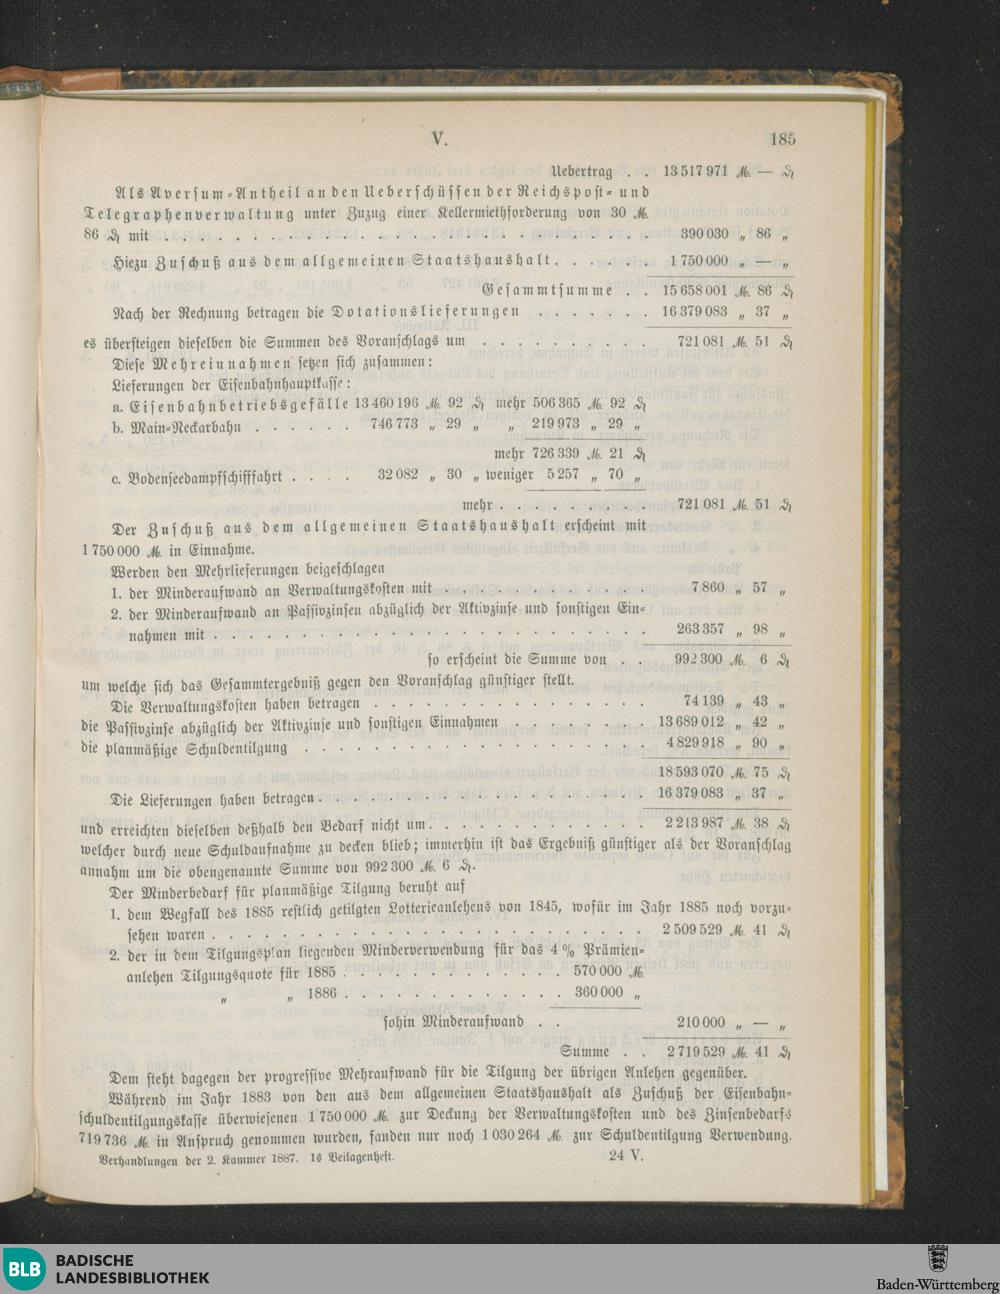 V. 185
Uebertrag . . 13 517 971 ℳ. — ₰
Als Aversum-Antheil an den Ueberschüssen der Reichspost- und
Telegraphenverwaltung unter Zuzug einer Kellermiethforderung von 30 ℳ.
86 ₰ mit . . . . . . . . . . 390 030 „ 86 „
Hiezu Zuschuß aus dem allgemeinen Staatshaushalt . . . . . . 1 750 000 „ — „
Gesammtsumme . . 15 658 001 ℳ. 86 ₰
Nach der Rechnung betragen die Dotationslieferungen . . . . . . . 16 379 083 „ 37 „
es übersteigen dieselben die Summen des Voranschlags um . . . . . . . . . . 721 081 ℳ. 51 ₰
Diese Mehreinnahmen setzen sich zusammen:
Lieferungen der Eisenbahnhauptkasse:
a. Eisenbahnbetriebsgefälle 13 460 196 ℳ. 92 ₰ mehr 506 365 ℳ. 92 ₰
b. Main-Neckarbahn . . . . . . 746 773 „ 29 „ „ 219 973 „ 29 „
mehr 726 339 ℳ. 21 ₰
c. Bodenseedampfschifffahrt . . . . 32 082 „ 30 „ weniger 5 257 „ 70 „
mehr . . . . . . . . 721 081 ℳ. 51 ₰
Der Zuschuß aus dem allgemeinen Staatshaushalt erscheint mit
1 750 000 ℳ. in Einnahme.
Werden den Mehrlieferungen beigeschlagen
1. der Minderaufwand an Verwaltungskosten mit . . . . . . . . . . . . 7 860 „ 57 „
2. der Minderaufwand an Passivzinsen abzüglich der Aktivzinse und sonstigen Ein-
nahmen mit . . . . . . . . . . 263 357 „ 98 „
so erscheint die Summe von . . . 992 300 ℳ. 6 ₰
um welche sich das Gesammtergebniß gegen den Voranschlag günstiger stellt.
Die Verwaltungskosten haben betragen . . . . . . . . . . 74 139 „ 43 „
die Passivzinse abzüglich der Aktivzinse und sonstigen Einnahmen . . . . . . . . 13 689 012 „ 42 „
die planmäßige Schuldentilgung . . . . . . . . . . 4 829 918 „ 90 „
18 593 070 ℳ. 75 ₰
Die Lieferungen haben betragen . . . . . . . . . . 16 379 083 „ 37 „
und erreichten dieselben deßhalb den Bedarf nicht um . . . . . . . . . . 2 213 987 ℳ. 38 ₰
welcher durch neue Schuldaufnahme zu decken blieb; immerhin ist das Ergebniß günstiger als der Voranschlag
annahm um die obengenannte Summe von 992 300 ℳ. 6 ₰.
Der Minderbedarf für planmäßige Tilgung beruht auf
1. dem Wegfall des 1885 restlich getilgten Lotterieanlehens von 1845, wofür im Jahr 1885 noch vorzu-
sehen waren . . . . . . . . . . 2 509 529 ℳ. 41 ₰
2. der in dem Tilgungsplan liegenden Minderverwendung für das 4 % Prämien-
anlehen Tilgungsquote für 1885 . . . . . . . . . . 570 000 ℳ.
„ „ 1886 . . . . . . . . . . 360 000 „
sohin Minderaufwand . . 210 000 „ — „
Summe . . 2 719 529 ℳ. 41 ₰
Dem steht dagegen der progressive Mehraufwand für die Tilgung der übrigen Anlehen gegenüber.
Während im Jahr 1883 von den aus dem allgemeinen Staatshaushalt als Zuschuß der Eisenbahn-
schuldentilgungskasse überwiesenen 1 750 000 ℳ. zur Deckung der Verwaltungskosten und des Zinsenbedarfs
719 736 ℳ. in Anspruch genommen wurden, fanden nur noch 1 030 264 ℳ. zur Schuldentilgung Verwendung.
Verhandlungen der 2. Kammer 1887. 1s Beilagenheft. 24 V.
BLB BADISCHE
LANDESBIBLIOTHEK
Baden-Württemberg